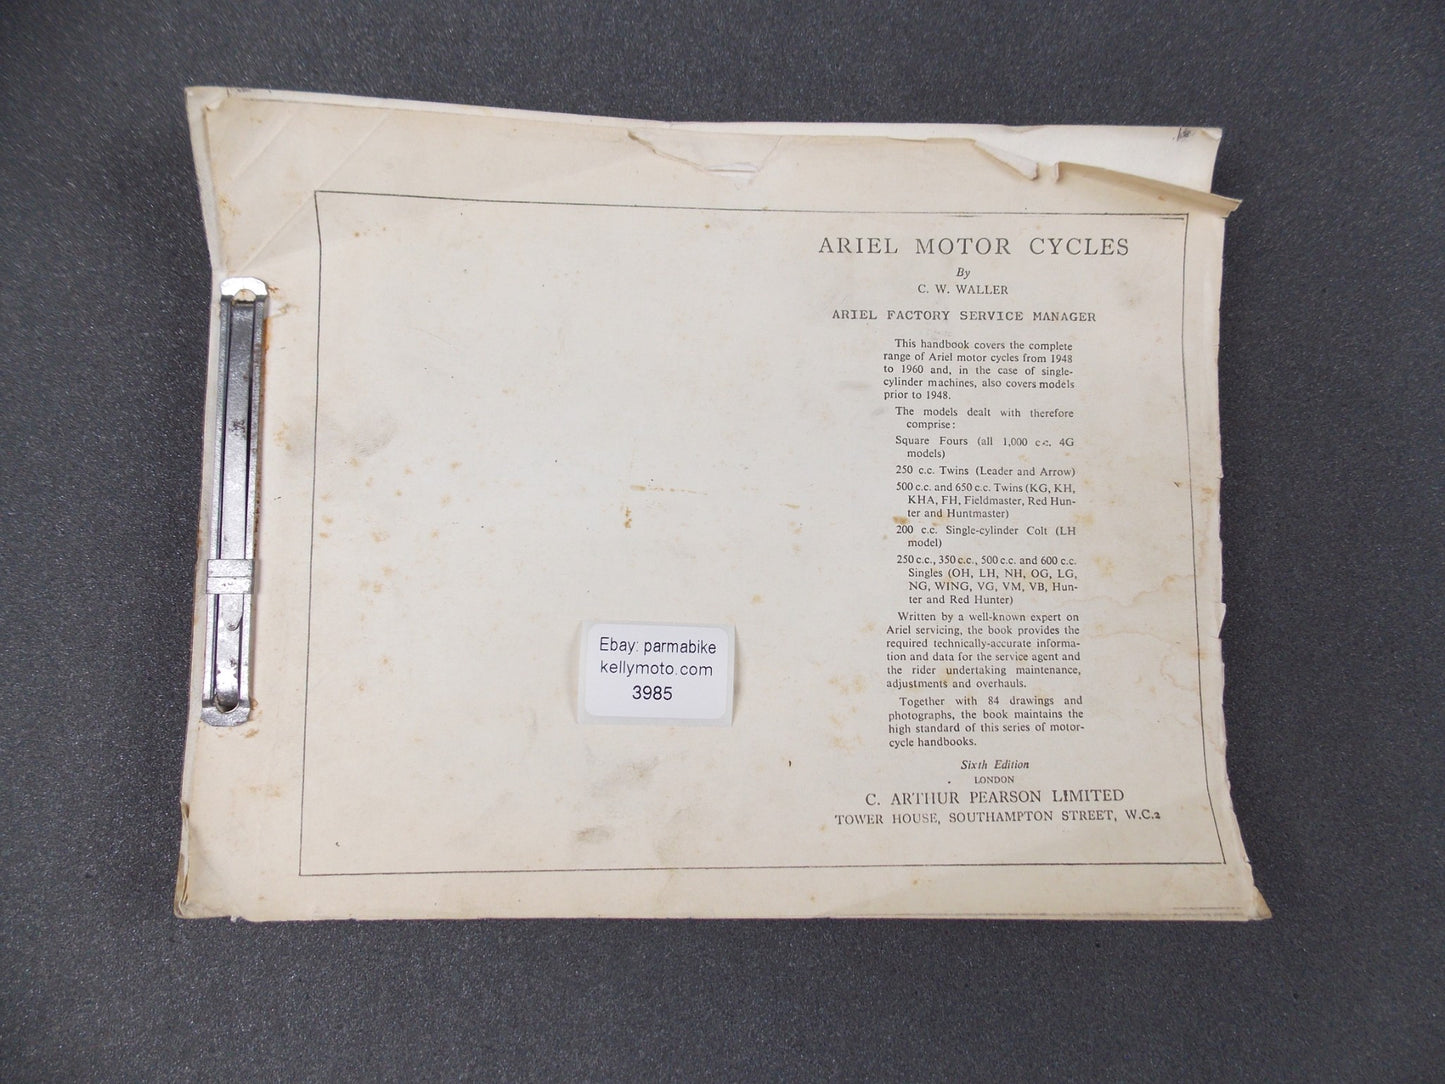 ARIEL MOTOR CYCLES
By
C. W. WALLER
ARIEL FACTORY SERVICE MANAGER
This handbook covers the complete
range of Ariel motor cycles from 1948
to 1960 and, in the case of single-
cylinder machines, also covers models
prior to 1948.
The models dealt with therefore
comprise:
Square Fours (all 1,000 c.c. 4G
models)
250 c.c. Twins (Leader and Arrow)
500 c.c. and 650 c.c. Twins (KG, KH,
KHA, FH, Fieldmaster, Red Hun-
ter and Huntmaster)
200 c.c. Single-cylinder Colt (LH
model)
250 c.c., 350 c.c., 500 c.c. and 600 c.c.
Singles (OH, LH, NH, OG, LG,
NG, WING, VG, VM, VB, Hun-
ter and Red Hunter)
Written by a well-known expert on
Ariel servicing, the book provides the
required technically-accurate informa-
tion and data for the service agent and
the rider undertaking maintenance,
adjustments and overhauls.
Together with 84 drawings and
photographs, the book maintains the
high standard of this series of motor-
cycle handbooks.
Sixth Edition
LONDON
C. ARTHUR PEARSON LIMITED
TOWER HOUSE, SOUTHAMPTON STREET, W.C.2
Ebay: parmabike
kellymoto.com
3985